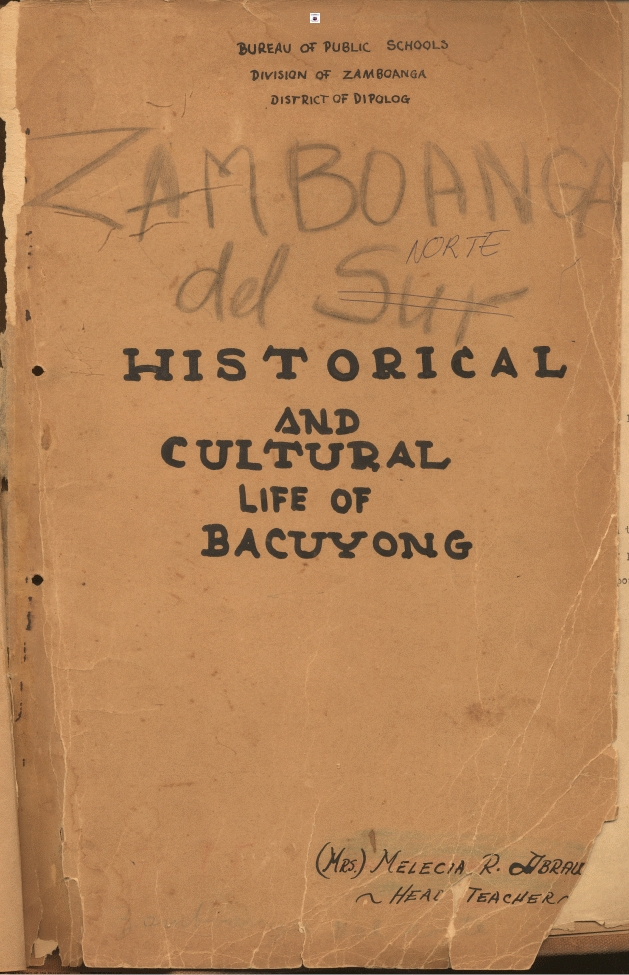 BUREAU OF PUBLIC SCHOOLS
DIVISION OF ZAMBOANGA
DISTRICT OF DIPOLOG
ZAMBOANGA
del Sur NORTE
HISTORICAL
AND
CULTURAL
LIFE OF
BACUYONG
(MRS.) MELECIA R.
~ HEAD TEACHER~